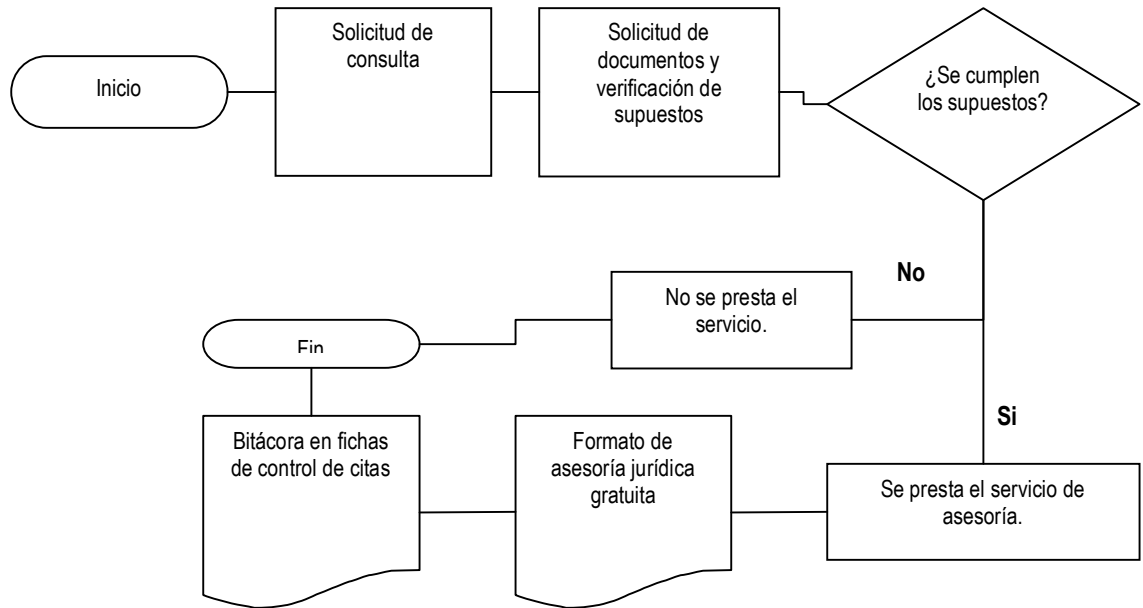 Inicio
Solicitud de
consulta
Solicitud de
documentos y
verificación de
supuestos
¿Se cumplen
los supuestos?
No
No se presta el
servicio.
Fin
Si
Bitácora en fichas
de control de citas
Formato de
asesoría jurídica
gratuita
Se presta el servicio de
asesoría.